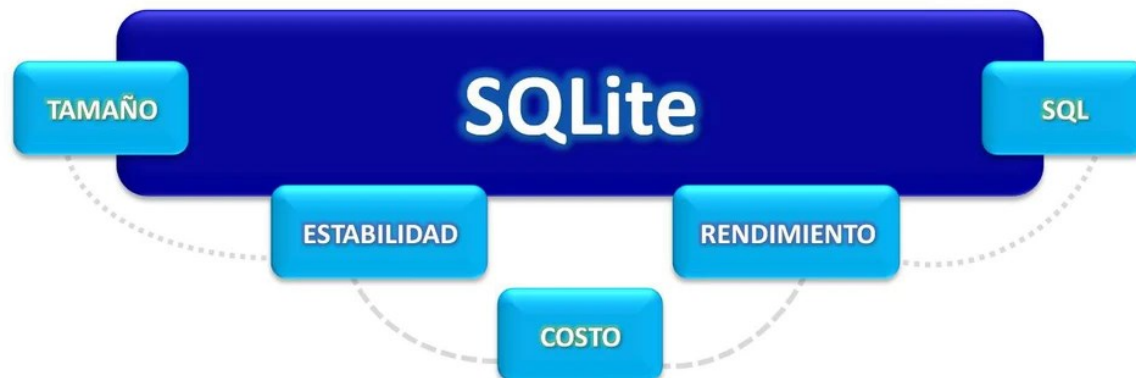 SQLite
TAMAÑO
SQL
ESTABILIDAD
RENDIMIENTO
COSTO